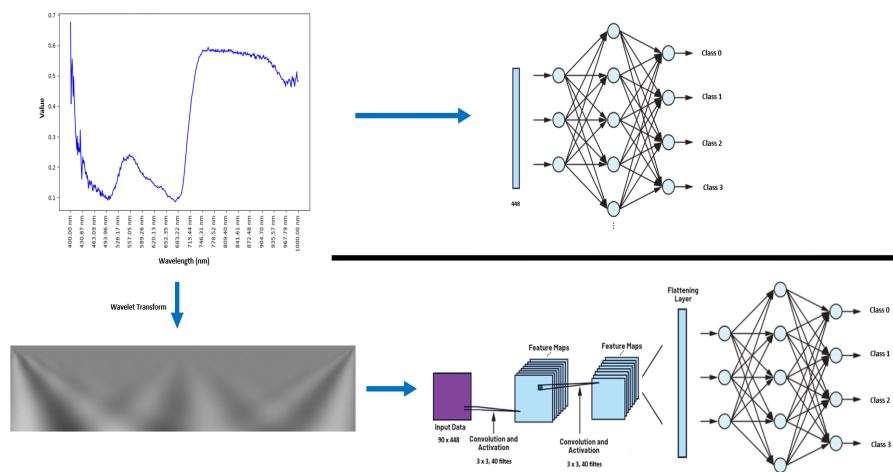 0.7
0.6
0.5
0.4
0.3
0.2
0.1
Value
400.00 nm
430.87 nm
463.09 nm
493.96 nm
526.17 nm
557.05 nm
589.26 nm
620.13 nm
652.35 nm
683.22 nm
715.44 nm
746.31 nm
778.52 nm
809.40 nm
841.61 nm
872.48 nm
904.70 nm
935.57 nm
967.79 nm
1000.00 nm
Wavelength (nm)
448
...
Class 0
Class 1
Class 2
Class 3
Wavelet Transform
Input Data
90 x 448
Convolution and
Activation
3 x 3, 40 filtes
Feature Maps
...
Convolution and
Activation
3 x 3, 40 filtes
Feature Maps
...
Flattening
Layer
Class 0
Class 1
Class 2
Class 3